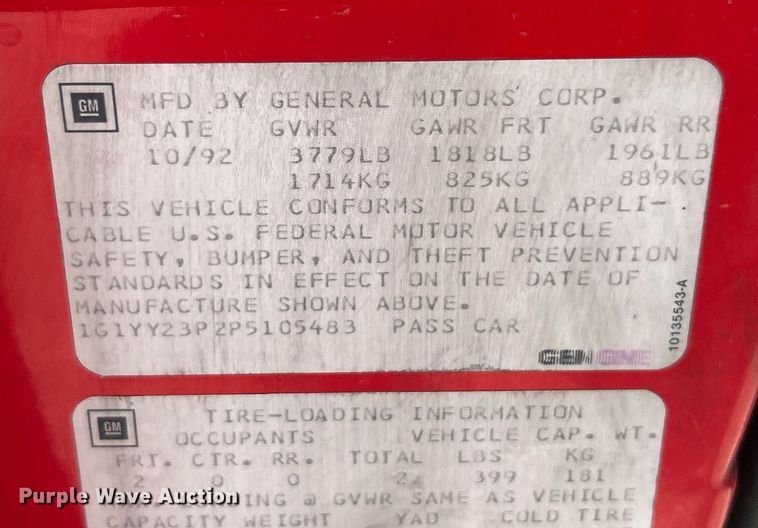 GM MFD BY GENERAL MOTORS CORP.
DATE GVWR GAWR FRT GAWR RR
10/92 3779LB 1818LB 1961LB
1714KG 825KG 889KG
THIS VEHICLE CONFORMS TO ALL APPLI-
CABLE U.S. FEDERAL MOTOR VEHICLE
SAFETY, BUMPER, AND THEFT PREVENTION
STANDARDS IN EFFECT ON THE DATE OF
MANUFACTURE SHOWN ABOVE.
1G1YY23P2P5105483 PASS CAR
10135543-A
GM TIRE-LOADING INFORMATION
OCCUPANTS VEHICLE CAP. WT.
FRT. CTR. RR. TOTAL LBS KG
2 0 0 2 399 181
Purple Wave Auction
@ GVWR SAME AS VEHICLE
CAPACITY WEIGHT YAO COLD TIRE